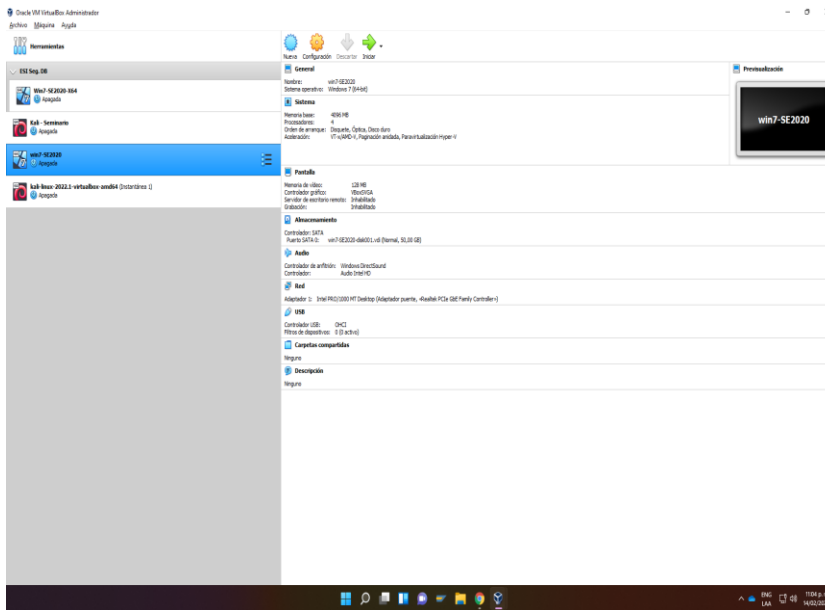 Oracle VM VirtualBox Administrador
Archivo Máquina Ayuda
Herramientas
ESI Seg. DB
Win7-SE2020-X64
Apagada
Kali - Seminario
Apagada
win7-SE2020
Apagada
kali-linux-2022.1-virtualbox-amd64 (Instantánea 1)
Apagada
Nueva Configuración Descartar Iniciar
General
Nombre: win7-SE2020
Sistema operativo: Windows 7 (64-bit)
Sistema
Memoria base: 4096 MB
Procesadores: 4
Orden de arranque: Disquete, Óptica, Disco duro
Aceleración: VT-x/AMD-V, Paginación anidada, Paravirtualización Hyper-V
Previsualización
win7-SE2020
Pantalla
Memoria de vídeo: 128 MB
Controlador gráfico: VBoxSVGA
Servidor de escritorio remoto: Inhabilitado
Grabación: Inhabilitado
Almacenamiento
Controlador: SATA
Puerto SATA 0: win7-SE2020-disk001.vdi (Normal, 50,00 GB)
Audio
Controlador de anfitrión: Windows DirectSound
Controlador: Audio Intel HD
Red
Adaptador 1: Intel PRO/1000 MT Desktop (Adaptador puente, «Realtek PCIe GbE Family Controller»)
USB
Controlador USB: OHCI
Filtros de dispositivos: 0 (0 activo)
Carpetas compartidas
Ninguno
Descripción
Ninguno
ENG
LAA
11:04 p.
14/02/20